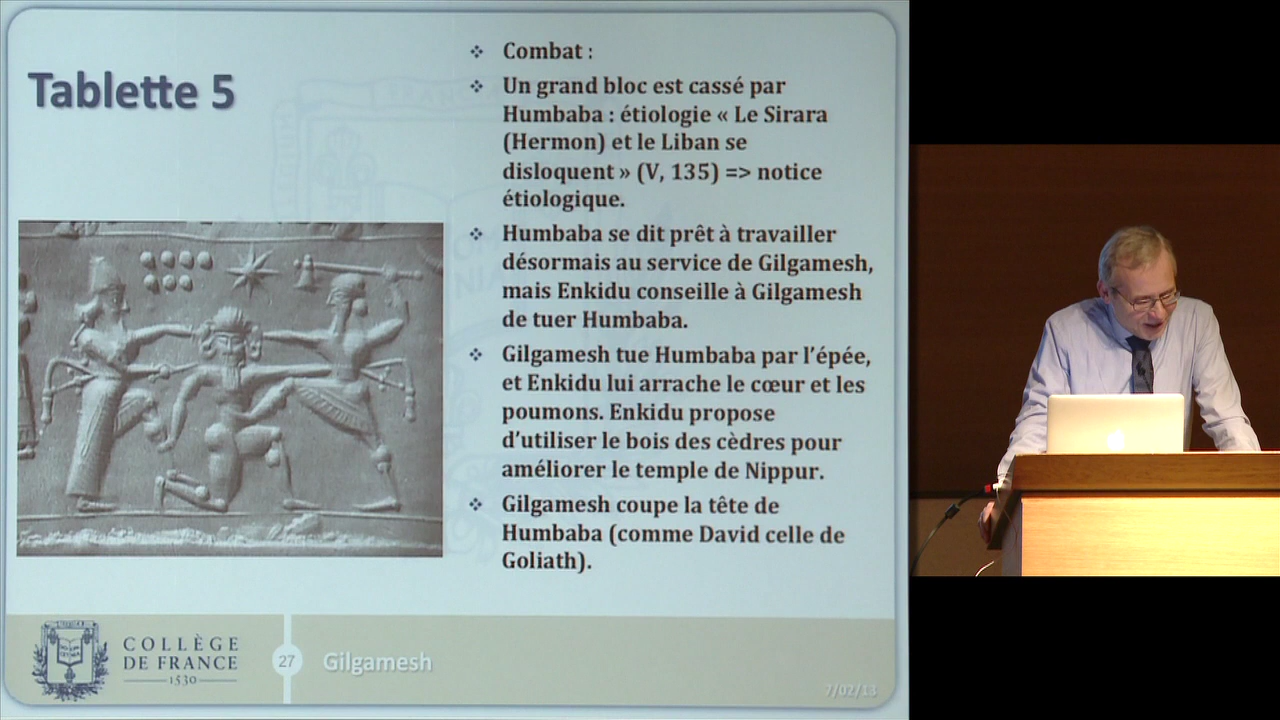 Tablette 5
Combat :
Un grand bloc est cassé par
Humbaba : étiologie « Le Sirara
(Hermon) et le Liban se
disloquent » (V, 135) => notice
étiologique.
Humbaba se dit prêt à travailler
désormais au service de Gilgamesh,
mais Enkidu conseille à Gilgamesh
de tuer Humbaba.
Gilgamesh tue Humbaba par l'épée,
et Enkidu lui arrache le cœur et les
poumons. Enkidu propose
d'utiliser le bois des cèdres pour
améliorer le temple de Nippur.
Gilgamesh coupe la tête de
Humbaba (comme David celle de
Goliath).
COLLÈGE
DE FRANCE
1530
27
Gilgamesh
7/02/13